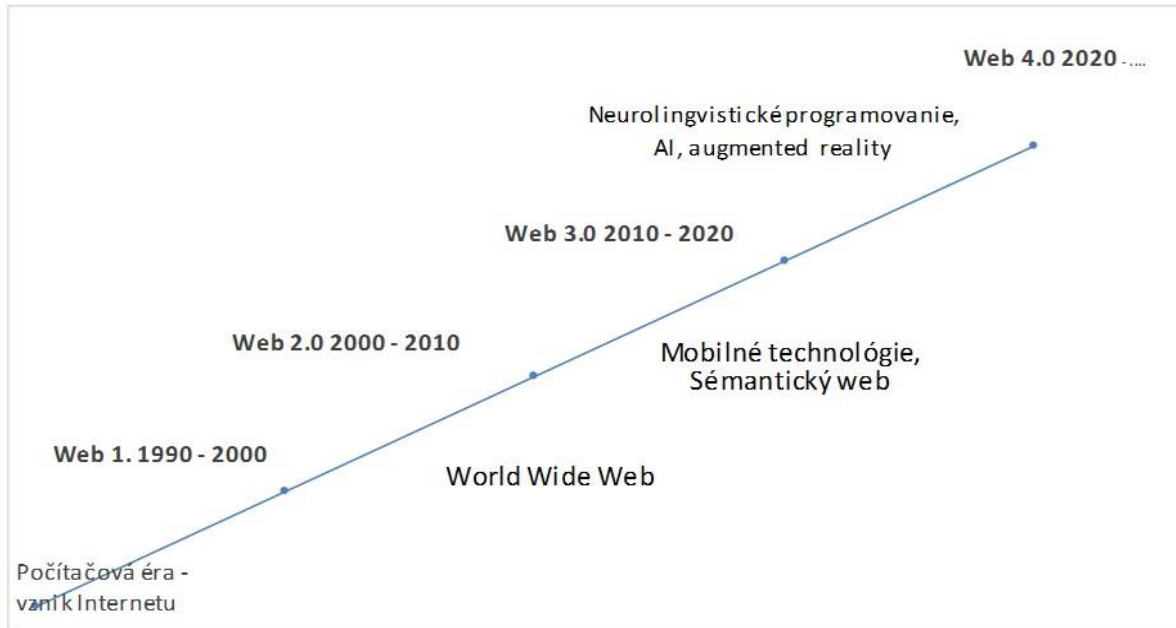 Web 4.0 2020 - ....
Neurolingvistické programovanie,
AI, augmented reality
Web 3.0 2010 - 2020
Web 2.0 2000 - 2010
Mobilné technológie,
Sémantický web
Web 1. 1990 - 2000
World Wide Web
Počítačová éra -
vznik Internetu